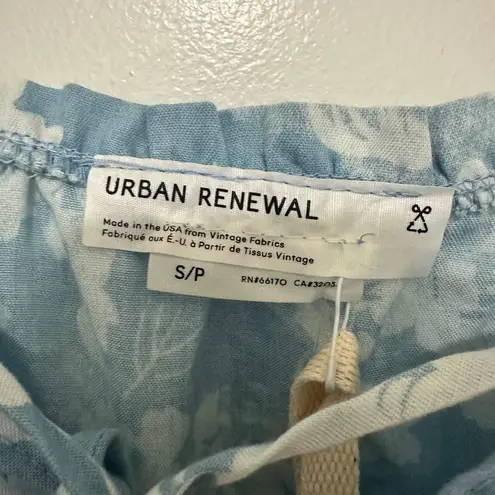 URBAN RENEWAL
Made in the USA from Vintage Fabrics
Fabriqué aux É.-U. à Partir de Tissus Vintage
S/P RN#66170